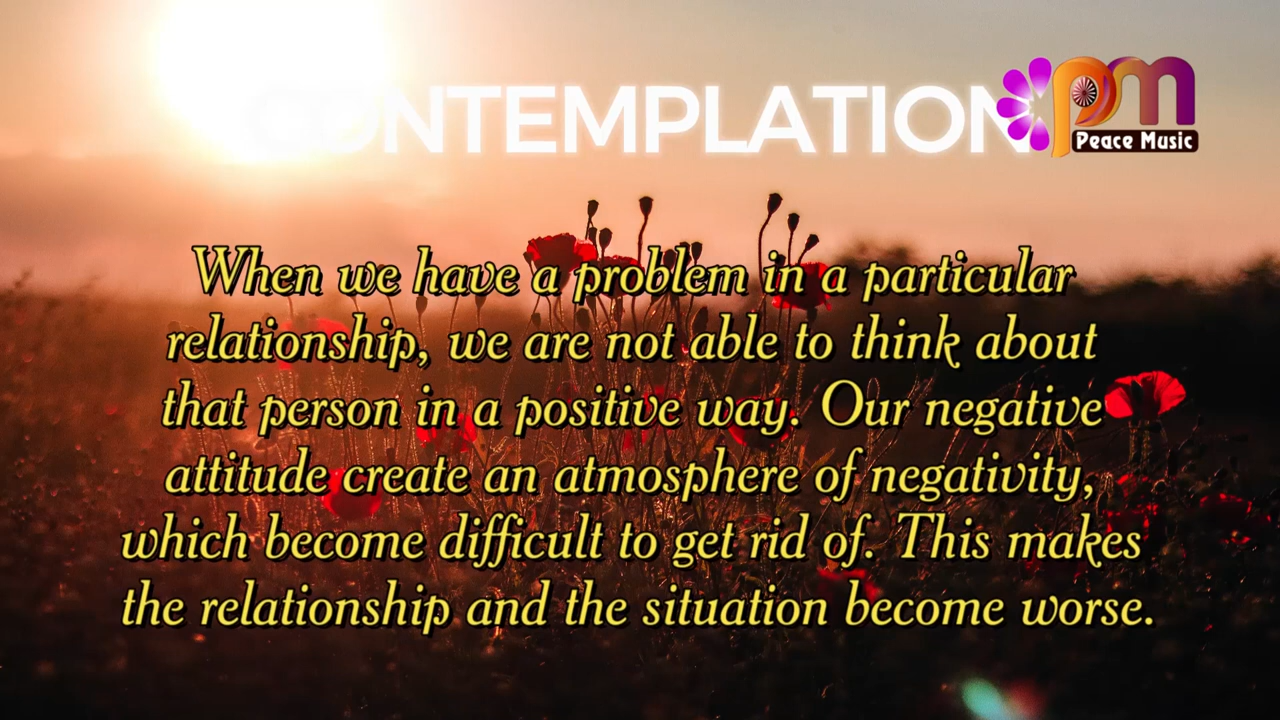 CONTEMPLATION
pm
Peace Music
When we have a problem in a particular
relationship, we are not able to think about
that person in a positive way. Our negative
attitude create an atmosphere of negativity,
which become difficult to get rid of. This makes
the relationship and the situation become worse.